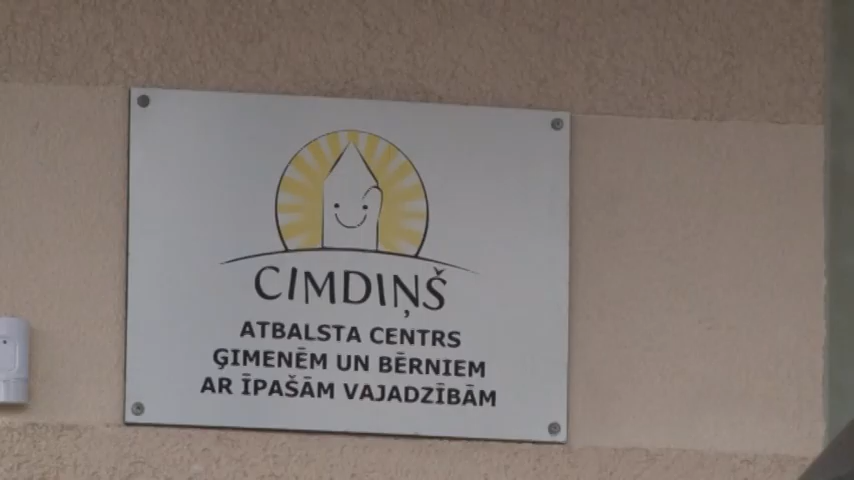 CIMDIŅŠ
ATBALSTA CENTRS
ĢIMENĒM UN BĒRNIEM
AR ĪPAŠĀM VAJADZĪBĀM